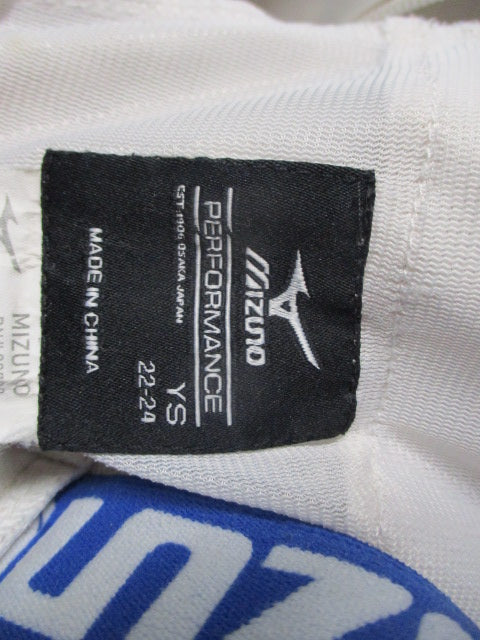 MIZUNO
PERFORMANCE
EST. 1906 OSAKA JAPAN
YS
22-24
MADE IN CHINA
MIZUNO